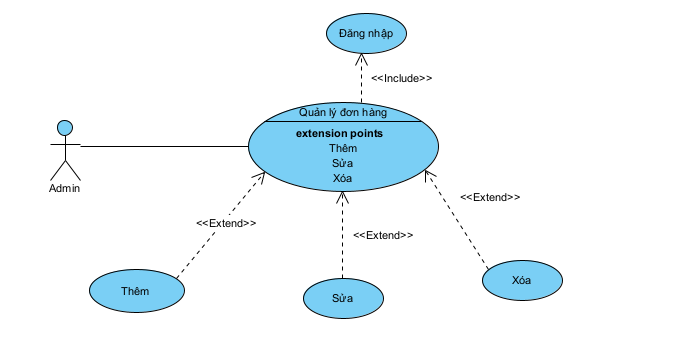 Đăng nhập
<<Include>>
Quản lý đơn hàng
extension points
Thêm
Sửa
Xóa
Admin
<<Extend>>
<<Extend>>
<<Extend>>
Thêm
Sửa
Xóa